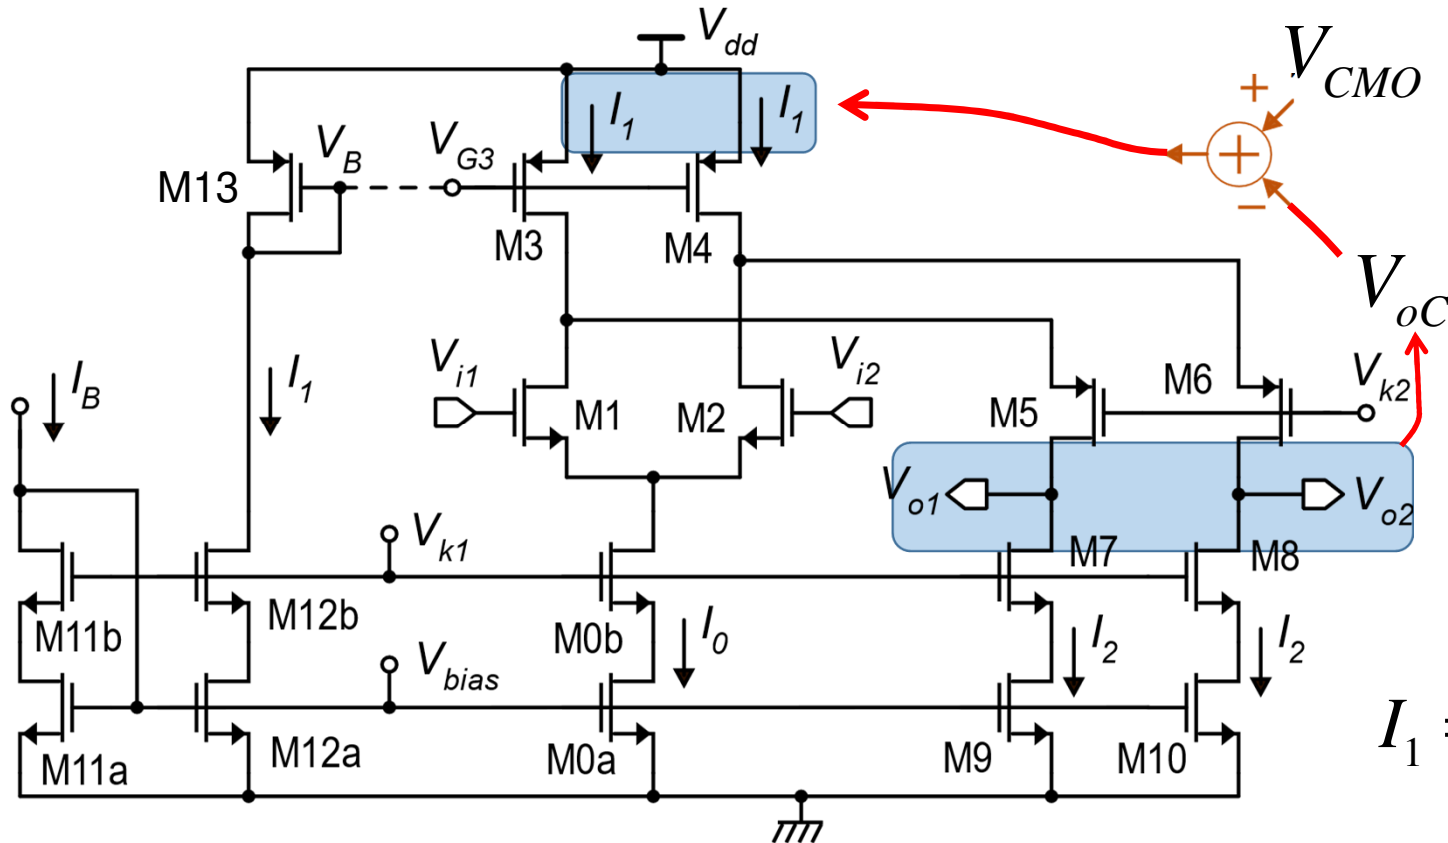 V_dd
V_CMO
+
I_1
I_1
V_B
V_G3
+
M13
−
M3
M4
V_oC
V_i1
V_i2
V_k2
I_B
I_1
M6
M1
M2
M5
V_o1
V_o2
V_k1
M7
M8
M11b
M12b
M0b
I_0
I_2
I_2
V_bias
I_1 =
M11a
M12a
M0a
M9
M10